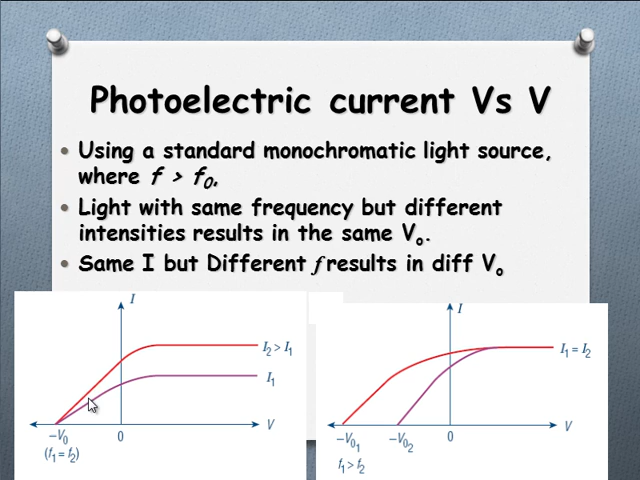 Photoelectric current Vs V
• Using a standard monochromatic light source,
where f > f₀,
• Light with same frequency but different
intensities results in the same Vₒ.
• Same I but Different f results in diff Vₒ
I
I₂ > I₁
I₁
V
−V₀
0
(f₁ = f₂)
I
I₁ = I₂
V
−V₀₁
−V₀₂
0
f₁ > f₂